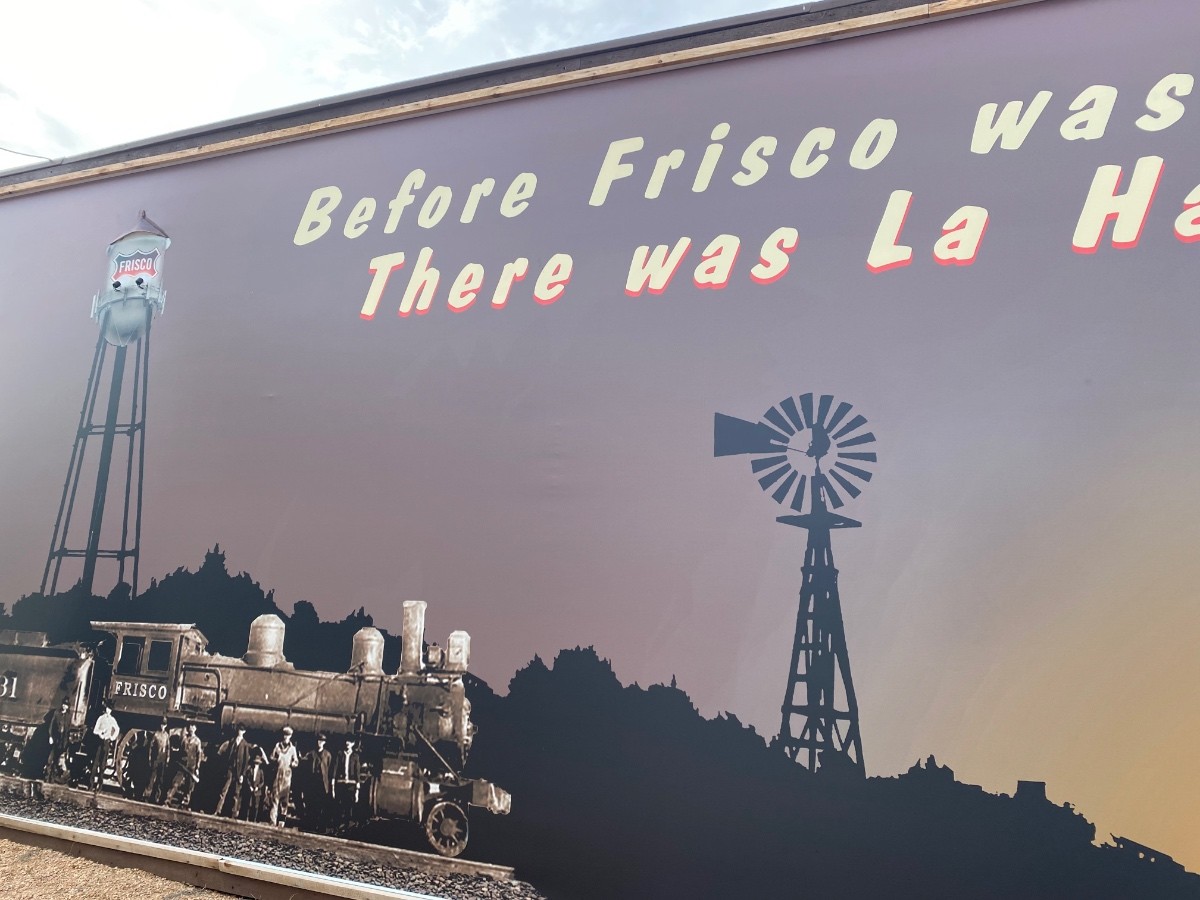 Before Frisco was
There was La Ha
FRISCO
FRISCO
31